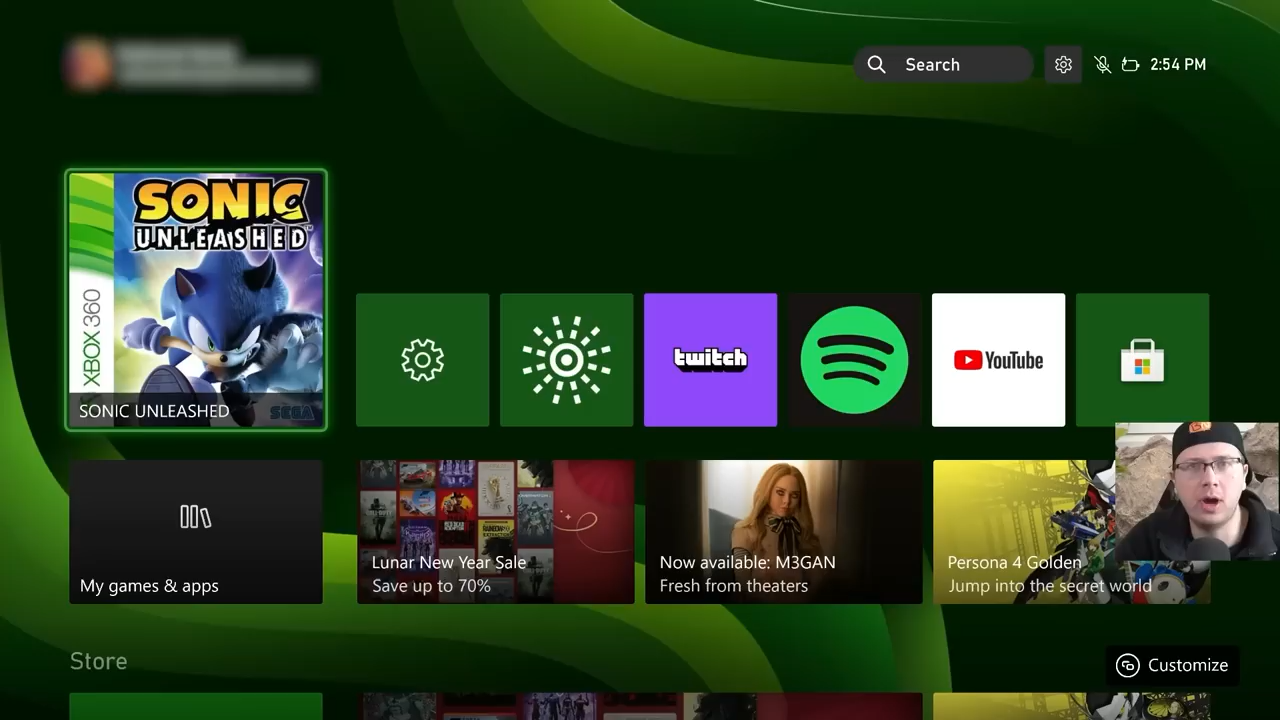 Search
2:54 PM
SONIC
UNLEASHED
XBOX 360
SONIC UNLEASHED
SEGA
twitch
YouTube
My games & apps
Lunar New Year Sale
Save up to 70%
Now available: M3GAN
Fresh from theaters
Persona 4 Golden
Jump into the secret world
Store
Customize